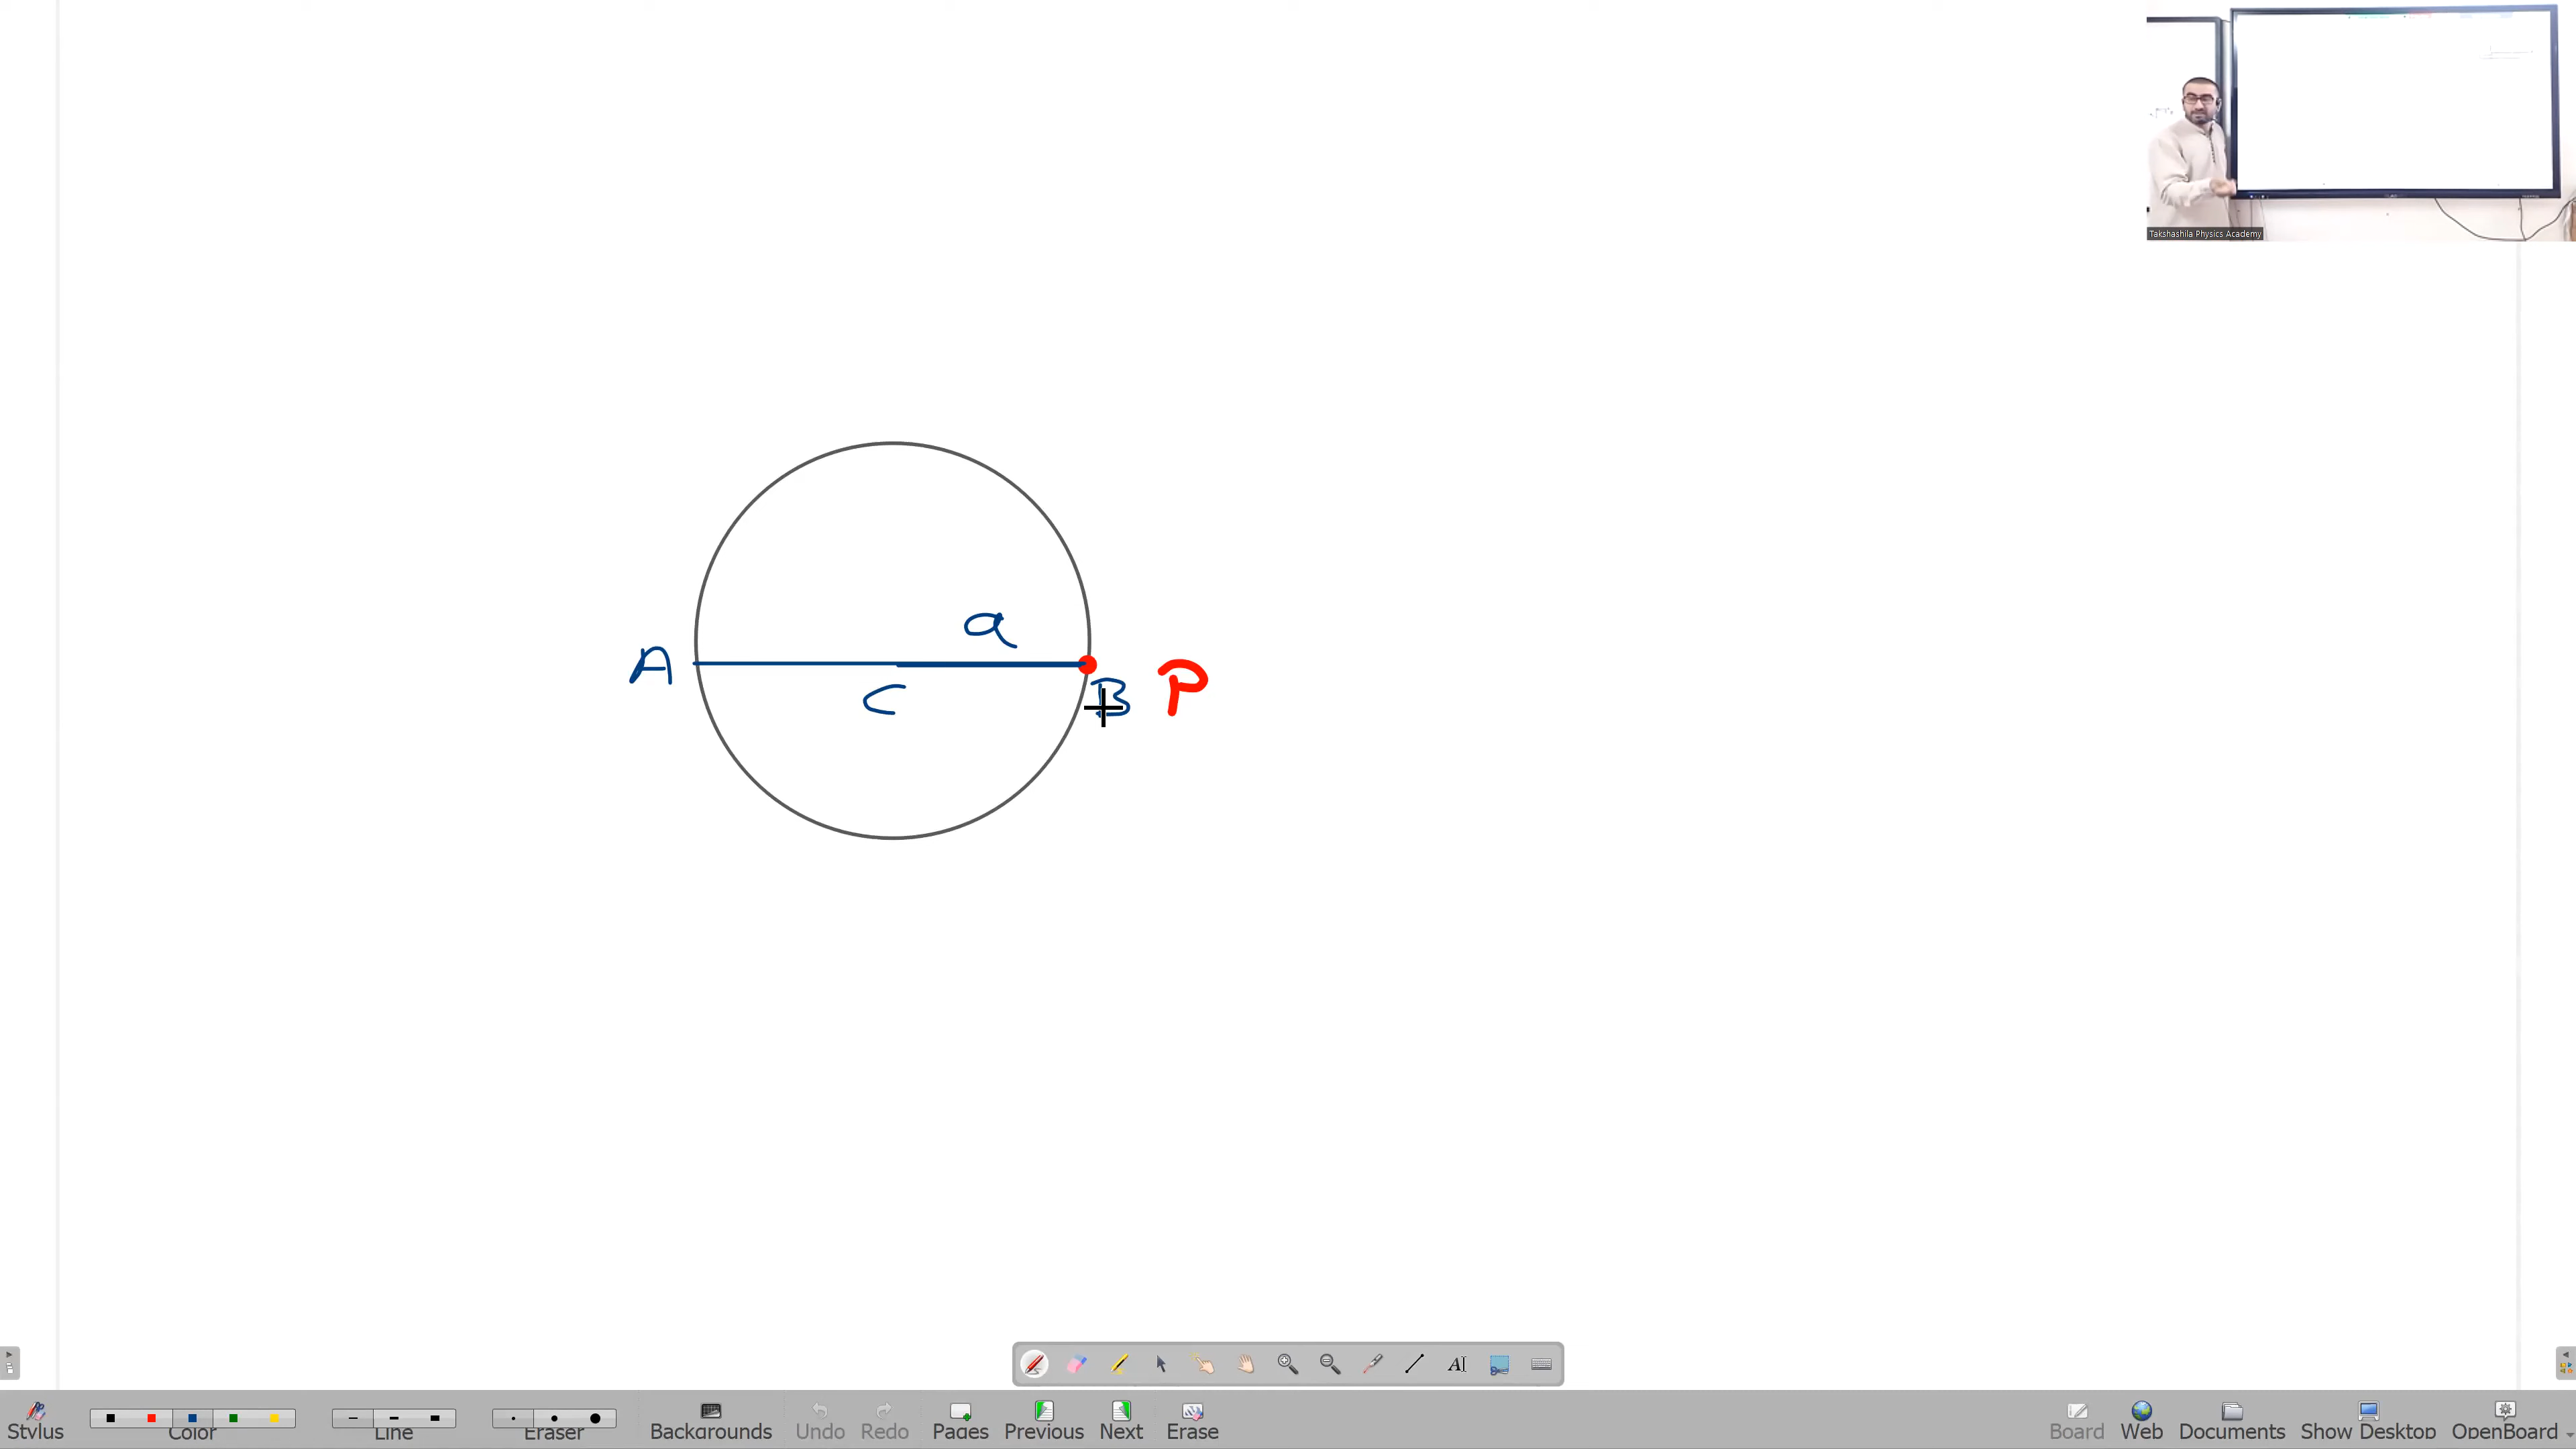 Takshashila Physics Academy
a
A
C
B P
Stylus Color Line Eraser Backgrounds Undo Redo Pages Previous Next Erase Board Web Documents Show Desktop OpenBoard